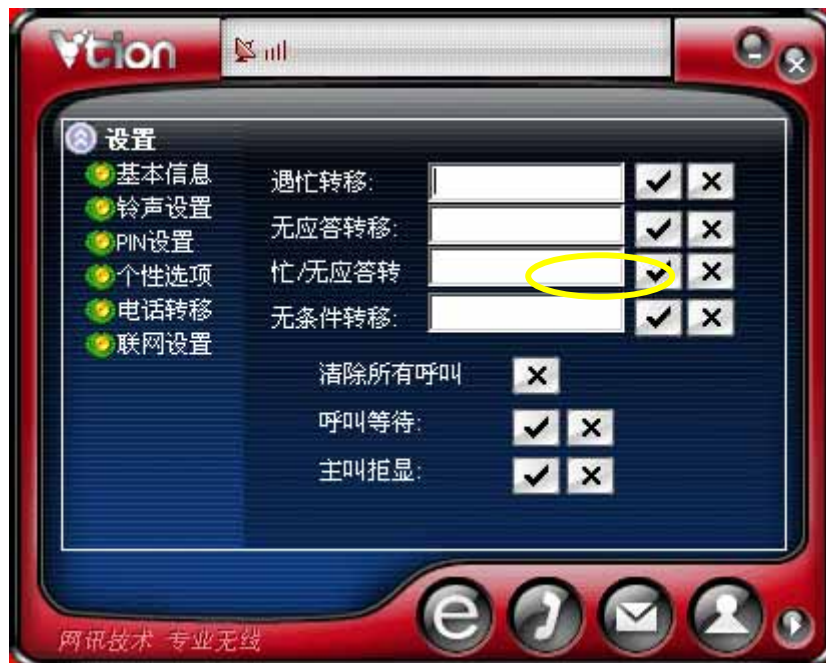 Vtion
设置
基本信息
铃声设置
PIN设置
个性选项
电话转移
联网设置
遇忙转移:
无应答转移:
忙/无应答转
无条件转移:
清除所有呼叫
呼叫等待:
主叫拒显:
网讯技术 专业无线